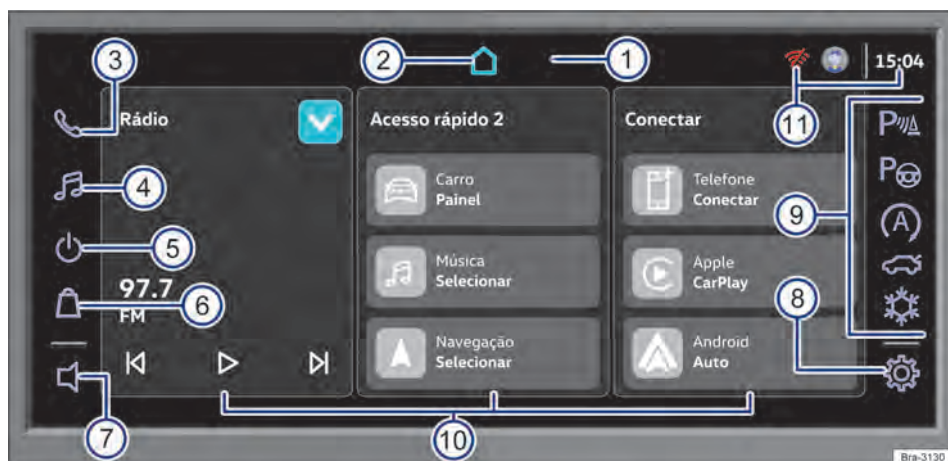 3
2
1
15:04
11
Rádio
Acesso rápido 2
Conectar
4
5
6
7
97.7
FM
Carro
Painel
Música
Selecionar
Navegação
Selecionar
Telefone
Conectar
Apple
CarPlay
Android
Auto
P
P
A
9
8
10
Bra-3130